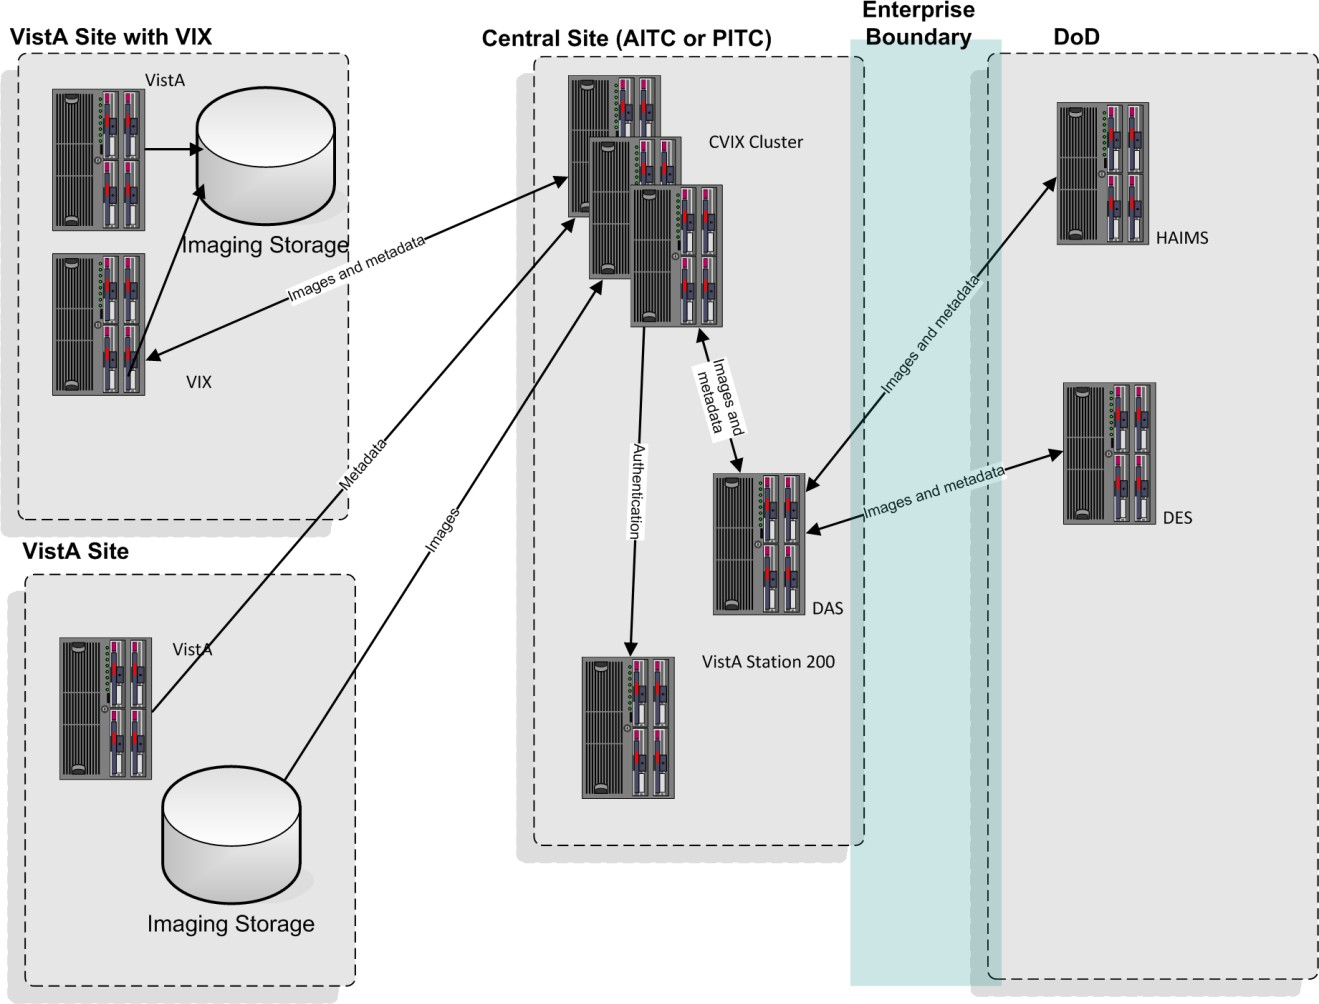 VistA Site with VIX
VistA
Imaging Storage
Images and metadata
VIX
VistA Site
VistA
Metadata
Images
Imaging Storage
Central Site (AITC or PITC)
CVIX Cluster
Images and
metadata
Authentication
DAS
VistA Station 200
Enterprise
Boundary
Images and metadata
Images and metadata
DoD
HAIMS
DES